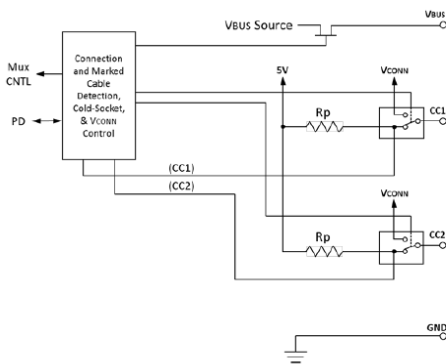 VBUS Source
VBUS
Connection
and Marked
Cable
Detection,
Cold-Socket,
& VCONN
Control
Mux
CNTL
PD
5V
VCONN
Rp
CC1
(CC1)
(CC2)
VCONN
Rp
CC2
GND